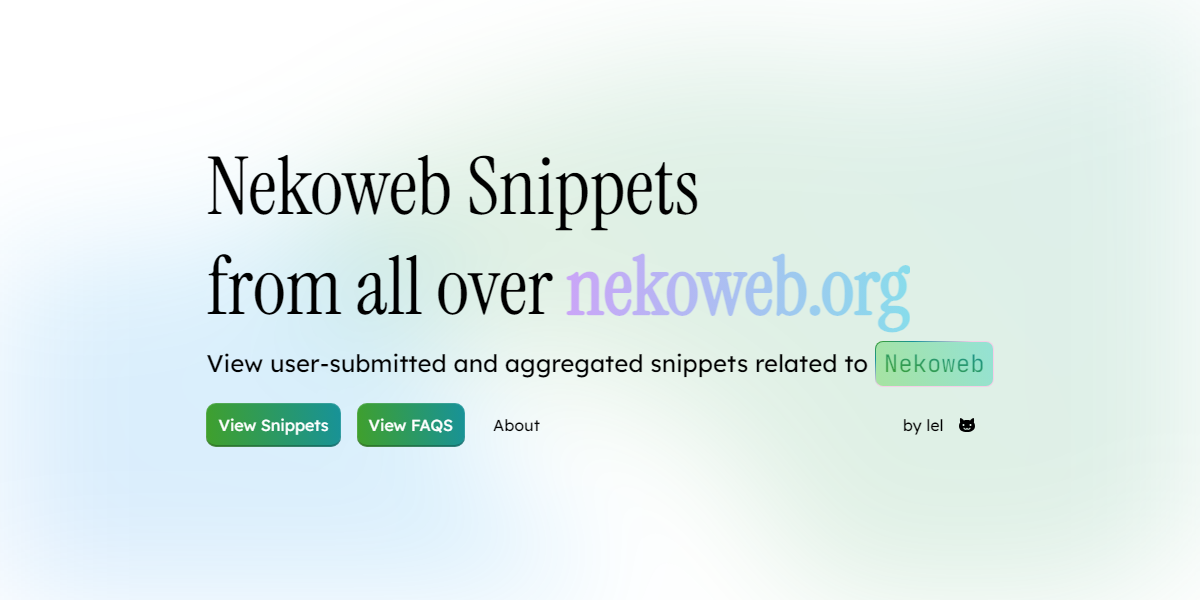 Nekoweb Snippets
from all over nekoweb.org
View user-submitted and aggregated snippets related to Nekoweb
View Snippets View FAQS About by lel